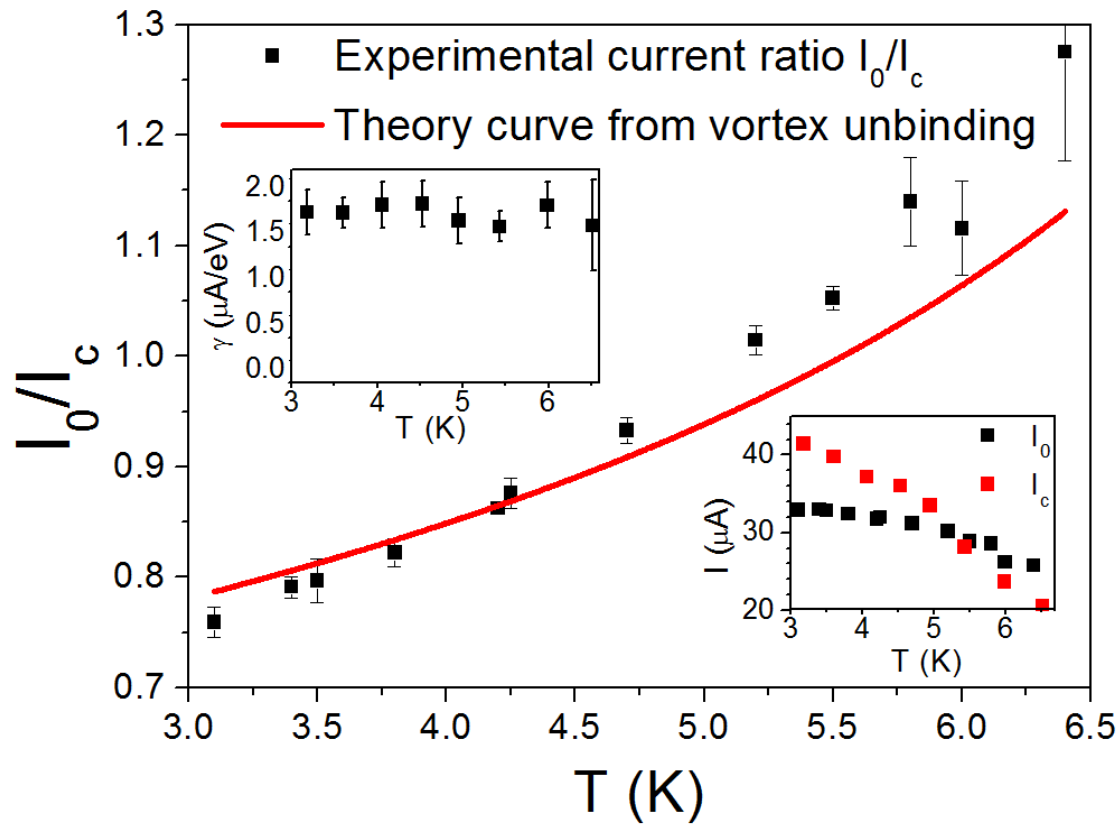 Experimental current ratio I₀/I_c
Theory curve from vortex unbinding
I₀/I_c
1.3
1.2
1.1
1.0
0.9
0.8
0.7
3.0 3.5 4.0 4.5 5.0 5.5 6.0 6.5
T (K)
γ (μA/eV)
2.0
1.5
1.0
0.5
0.0
3 4 5 6
T (K)
I₀
I_c
I (μA)
40
30
20
3 4 5 6
T (K)